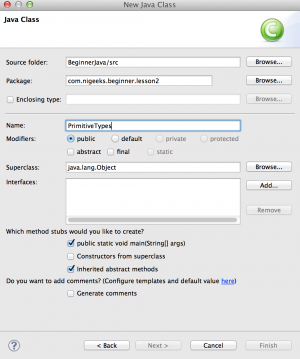 New Java Class
Java Class
Source folder: BeginnerJava/src Browse...
Package: com.nigeeks.beginner.lesson2 Browse...
Enclosing type: Browse...
Name: PrimitiveTypes
Modifiers: public default private protected
abstract final static
Superclass: java.lang.Object Browse...
Interfaces: Add...
Remove
Which method stubs would you like to create?
public static void main(String[] args)
Constructors from superclass
Inherited abstract methods
Do you want to add comments? (Configure templates and default value here)
Generate comments
? < Back Next > Cancel Finish